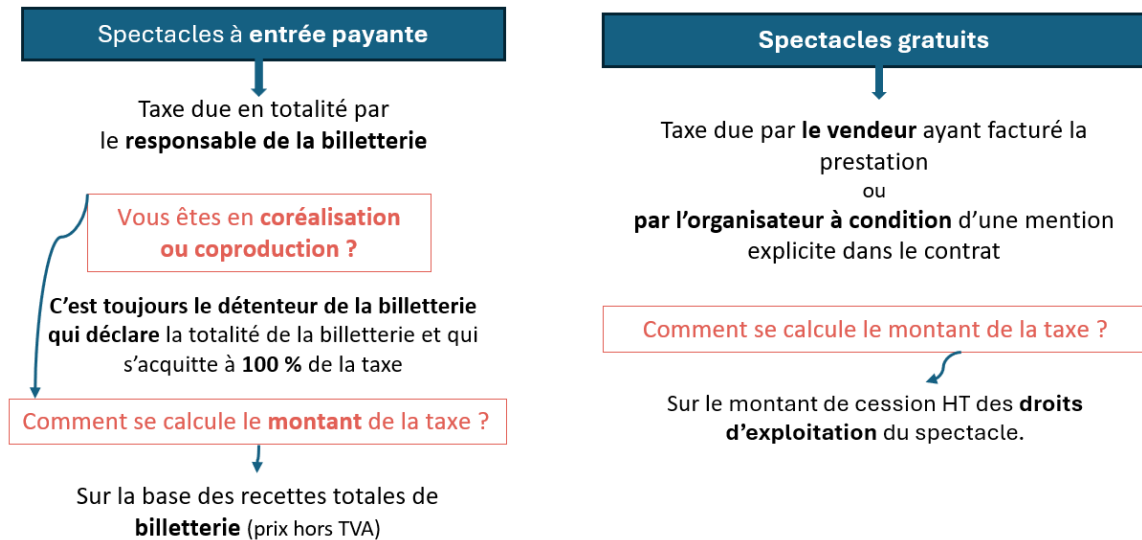 Spectacles à entrée payante
Taxe due en totalité par
le responsable de la billetterie
Vous êtes en coréalisation
ou coproduction ?
C’est toujours le détenteur de la billetterie
qui déclare la totalité de la billetterie et qui
s’acquitte à 100 % de la taxe
Comment se calcule le montant de la taxe ?
Sur la base des recettes totales de
billetterie (prix hors TVA)
Spectacles gratuits
Taxe due par le vendeur ayant facturé la
prestation
ou
par l’organisateur à condition d’une mention
explicite dans le contrat
Comment se calcule le montant de la taxe ?
Sur le montant de cession HT des droits
d’exploitation du spectacle.